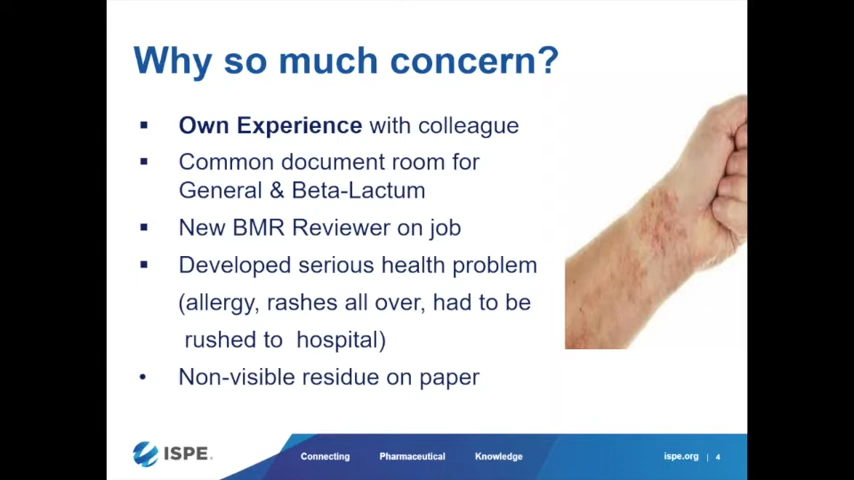 Why so much concern?
▪ Own Experience with colleague
▪ Common document room for
General & Beta-Lactum
▪ New BMR Reviewer on job
▪ Developed serious health problem
(allergy, rashes all over, had to be
rushed to hospital)
• Non-visible residue on paper
ISPE.
Connecting Pharmaceutical Knowledge
ispe.org | 4